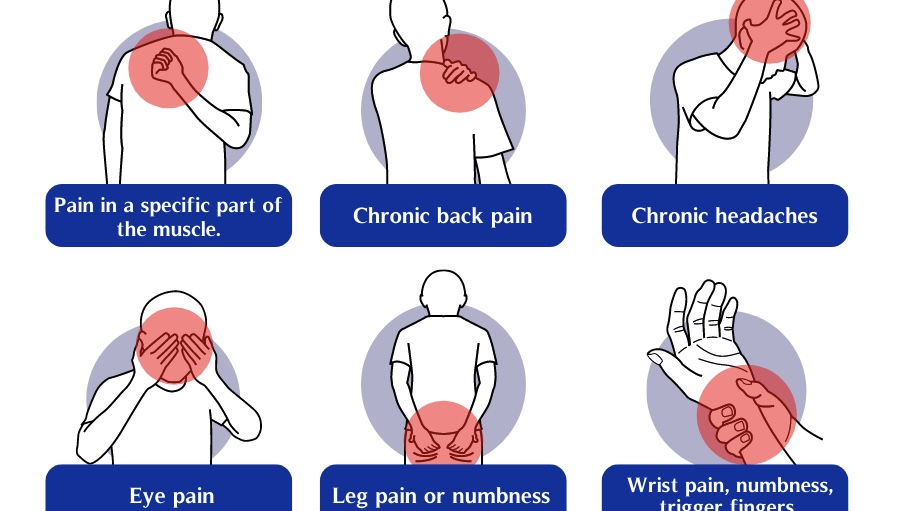 Pain in a specific part of
the muscle.
Chronic back pain
Chronic headaches
Eye pain
Leg pain or numbness
Wrist pain, numbness,
trigger fingers